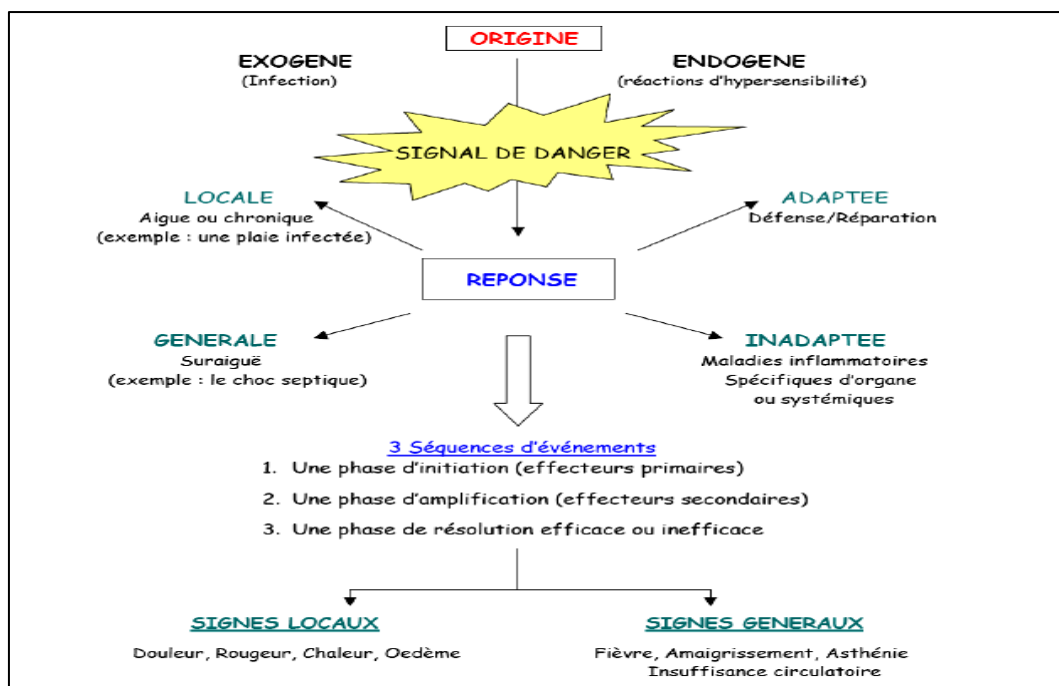 ORIGINE
EXOGENE
(Infection)
ENDOGENE
(réactions d'hypersensibilité)
SIGNAL DE DANGER
LOCALE
Aigue ou chronique
(exemple : une plaie infectée)
ADAPTEE
Défense/Réparation
REPONSE
GENERALE
Suraiguë
(exemple : le choc septique)
INADAPTEE
Maladies inflammatoires
Spécifiques d'organe
ou systémiques
3 Séquences d'événements
1. Une phase d'initiation (effecteurs primaires)
2. Une phase d'amplification (effecteurs secondaires)
3. Une phase de résolution efficace ou inefficace
SIGNES LOCAUX
Douleur, Rougeur, Chaleur, Oedème
SIGNES GENERAUX
Fièvre, Amaigrissement, Asthénie
Insuffisance circulatoire